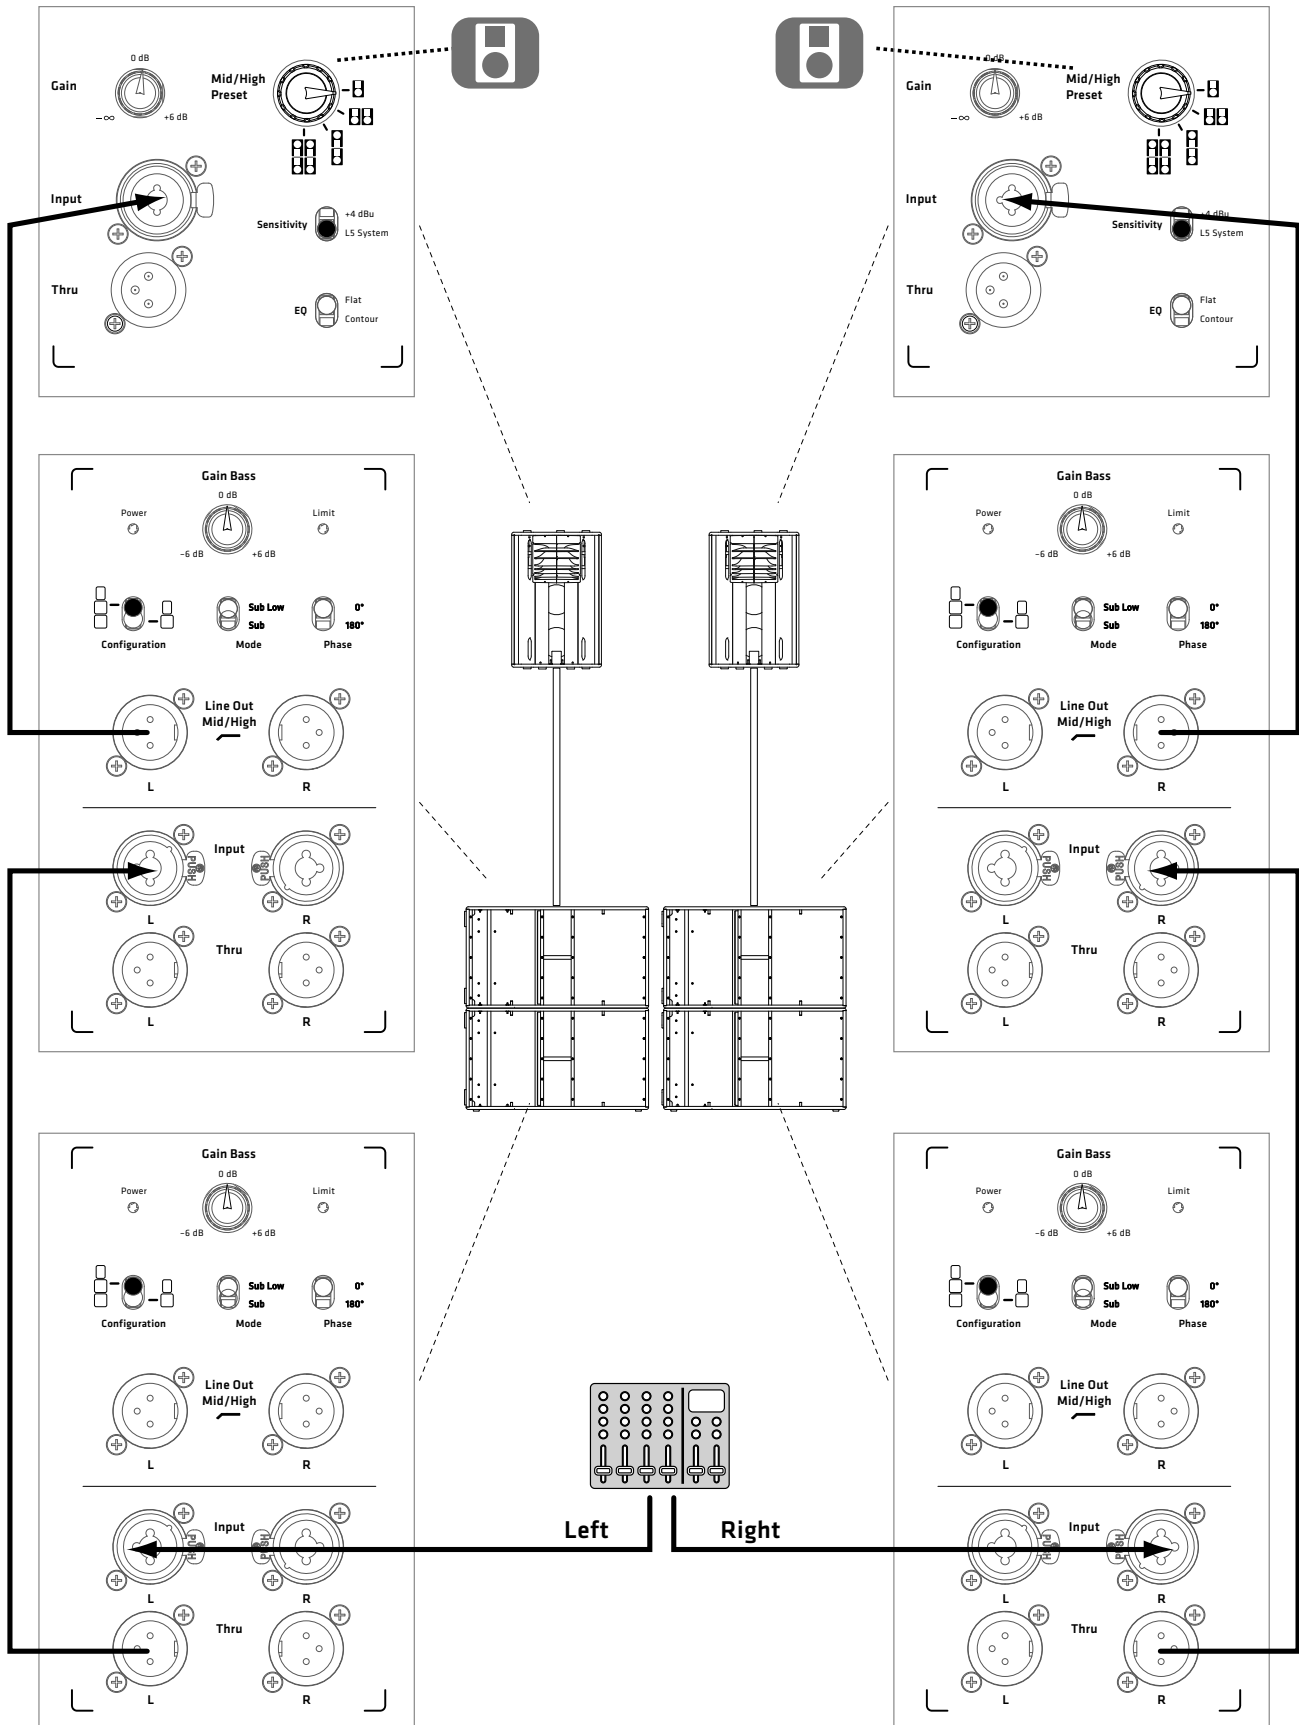 0 dB
Gain
−∞
+6 dB
Mid/High
Preset
Input
Sensitivity
+4 dBu
L5 System
Thru
EQ
Flat
Contour
0 dB
Gain
−∞
+6 dB
Mid/High
Preset
Input
Sensitivity
+4 dBu
L5 System
Thru
EQ
Flat
Contour
Gain Bass
0 dB
Power
Limit
−6 dB
+6 dB
Sub Low
Sub
0°
180°
Configuration
Mode
Phase
Line Out
Mid/High
L
R
Input
PUSH
PUSH
L
R
Thru
L
R
Gain Bass
0 dB
Power
Limit
−6 dB
+6 dB
Sub Low
Sub
0°
180°
Configuration
Mode
Phase
Line Out
Mid/High
L
R
Input
PUSH
PUSH
L
R
Thru
L
R
Gain Bass
0 dB
Power
Limit
−6 dB
+6 dB
Sub Low
Sub
0°
180°
Configuration
Mode
Phase
Line Out
Mid/High
L
R
Input
PUSH
PUSH
L
R
Thru
L
R
Left
Right
Gain Bass
0 dB
Power
Limit
−6 dB
+6 dB
Sub Low
Sub
0°
180°
Configuration
Mode
Phase
Line Out
Mid/High
L
R
Input
PUSH
PUSH
L
R
Thru
L
R